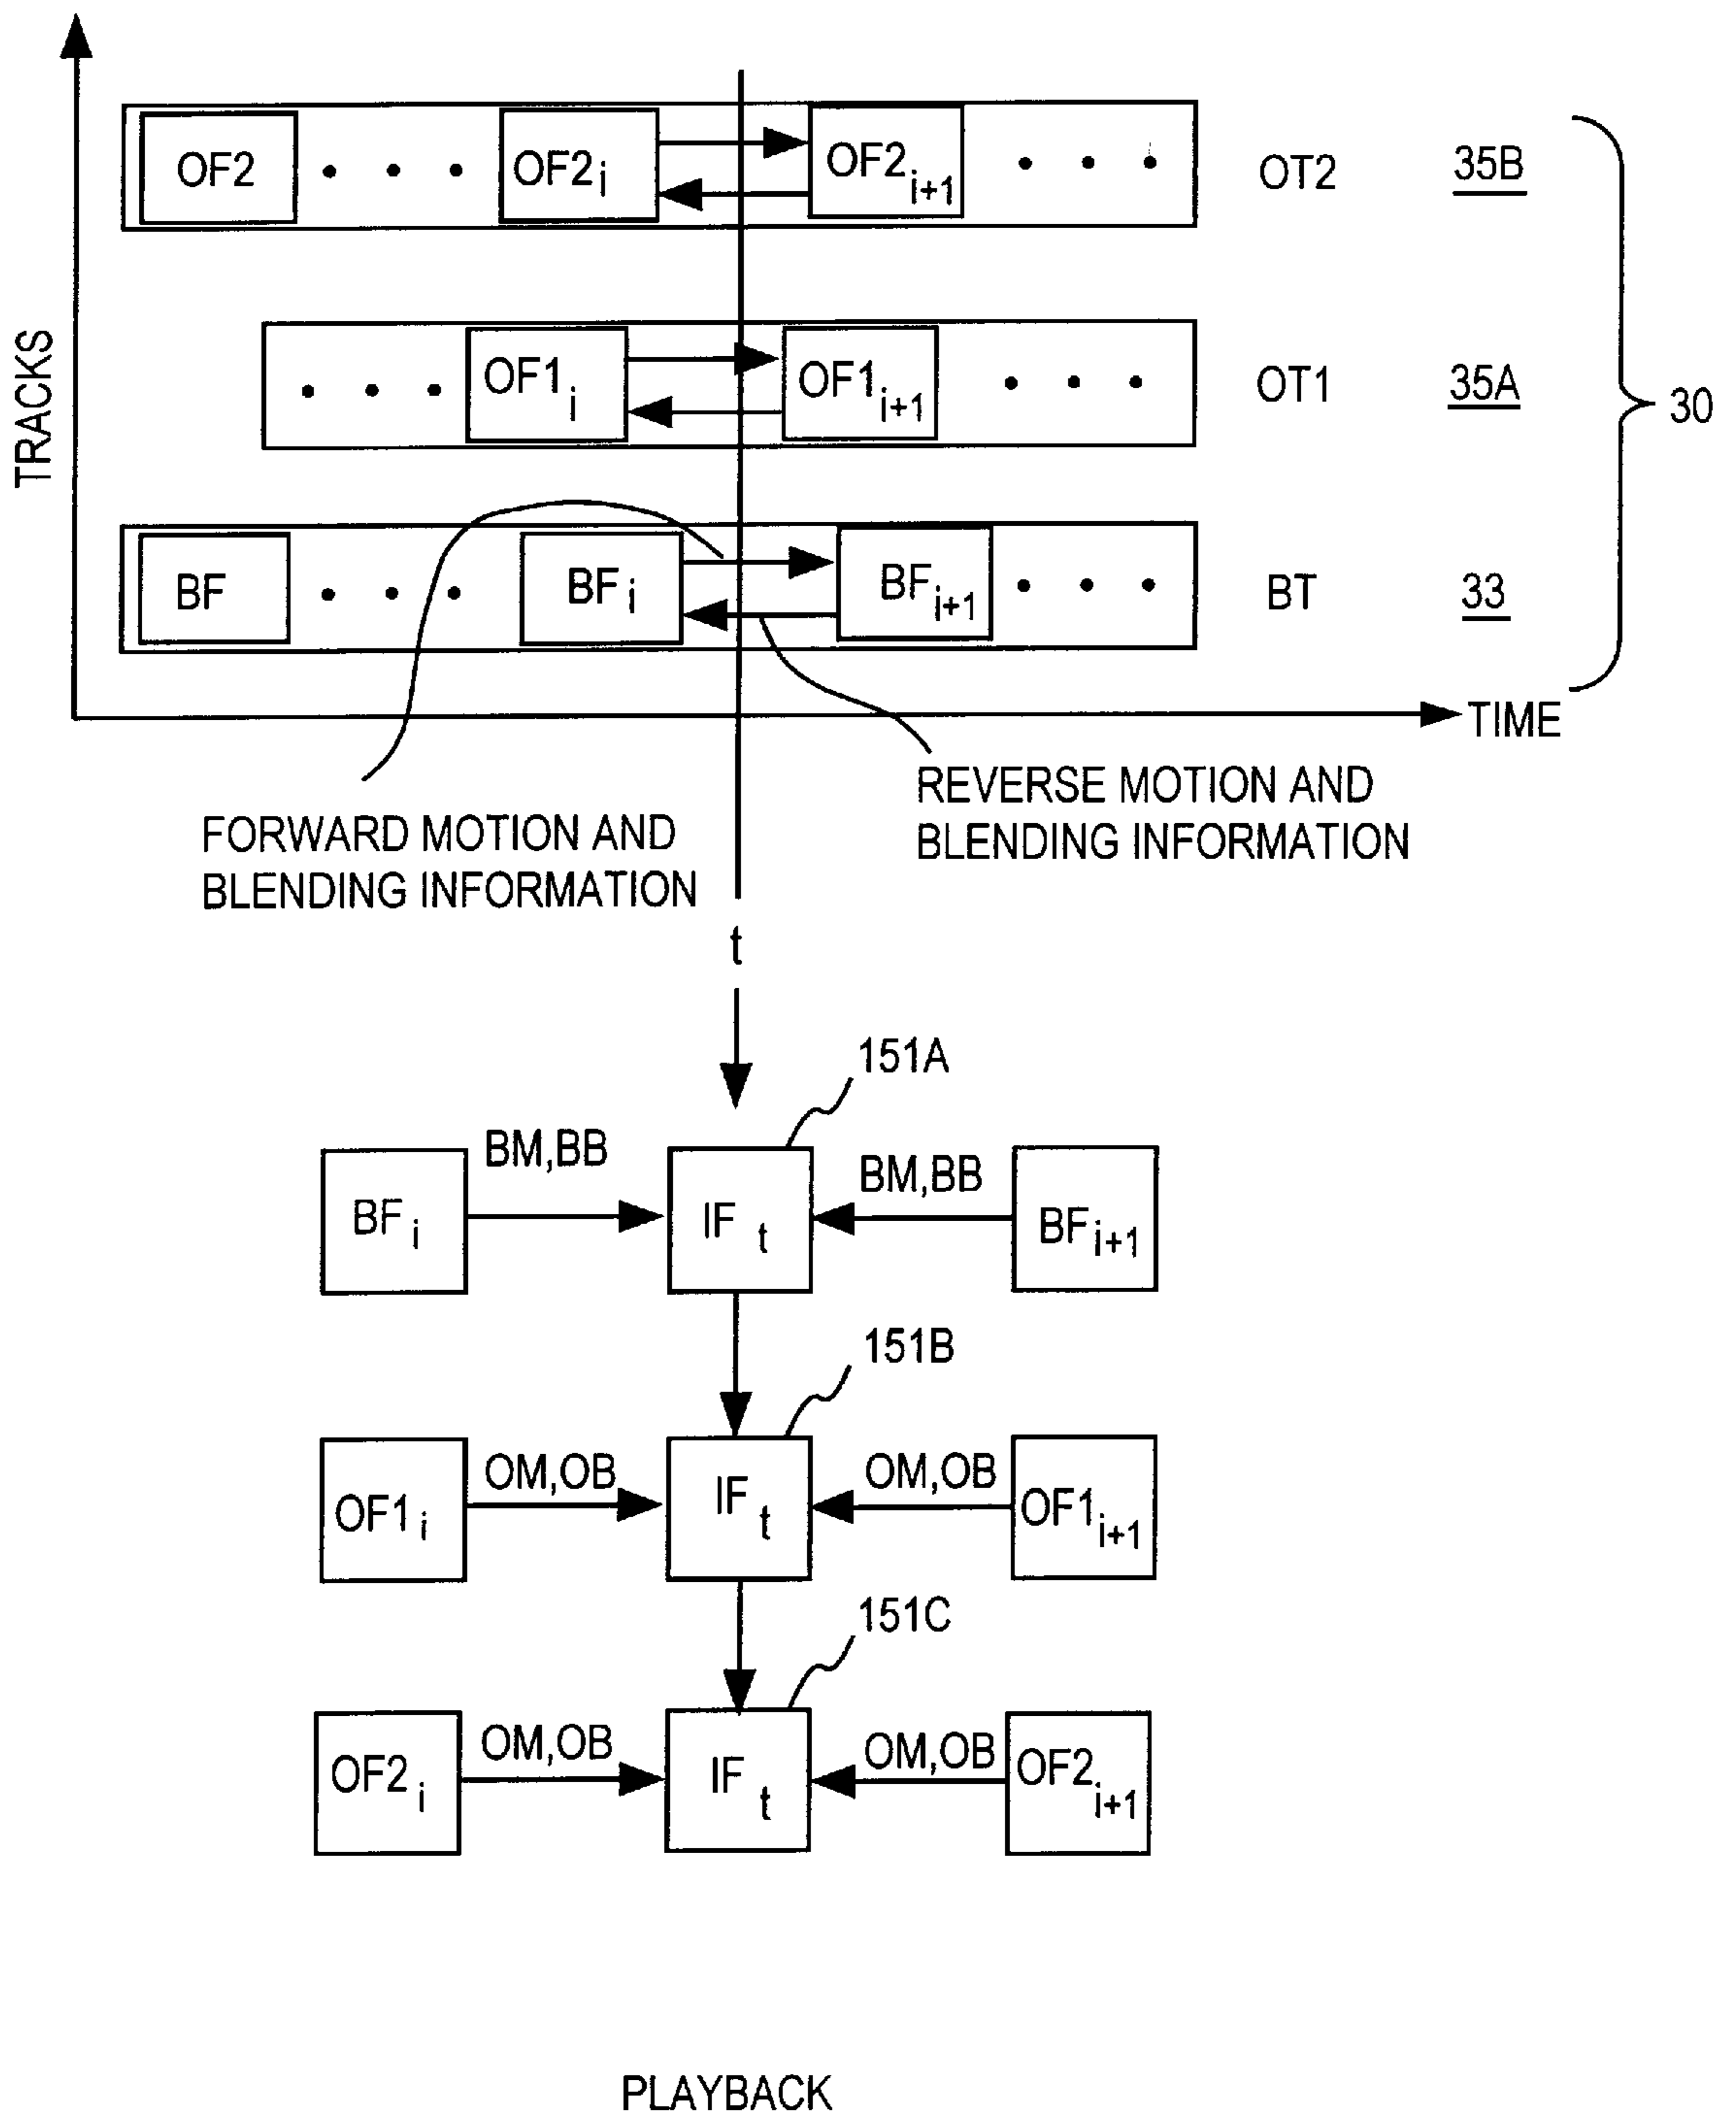 OF2 • • • OF2i OF2i+1 • • • OT2 35B
TRACKS
• • • OF1i OF1i+1 • • • OT1 35A
30
BF • • • BFi BFi+1 • • • BT 33
TIME
FORWARD MOTION AND
BLENDING INFORMATION
REVERSE MOTION AND
BLENDING INFORMATION
t
151A
BFi BM,BB IFt BM,BB BFi+1
151B
OF1i OM,OB IFt OM,OB OF1i+1
151C
OF2i OM,OB IFt OM,OB OF2i+1
PLAYBACK